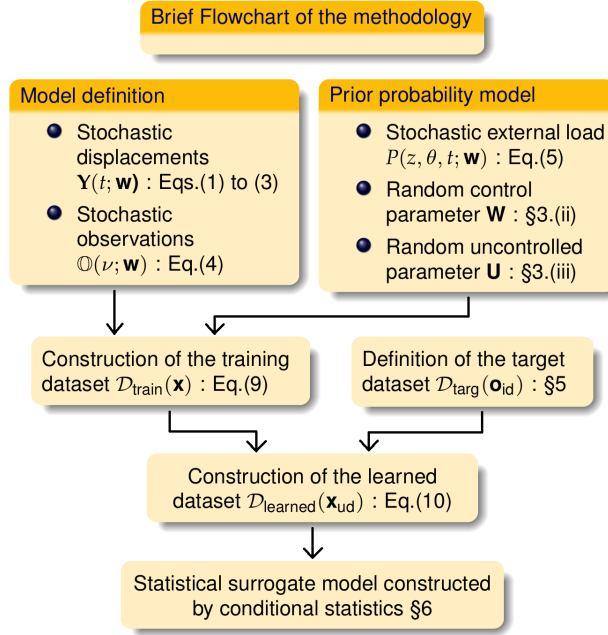 Brief Flowchart of the methodology
Model definition
Stochastic
displacements
Y(t; w) : Eqs.(1) to (3)
Stochastic
observations
𝕆(ν; w) : Eq.(4)
Prior probability model
Stochastic external load
P(z, θ, t; w) : Eq.(5)
Random control
parameter W : §3.(ii)
Random uncontrolled
parameter U : §3.(iii)
Construction of the training
dataset 𝒟train(x) : Eq.(9)
Definition of the target
dataset 𝒟targ(oid) : §5
Construction of the learned
dataset 𝒟learned(xud) : Eq.(10)
Statistical surrogate model constructed
by conditional statistics §6